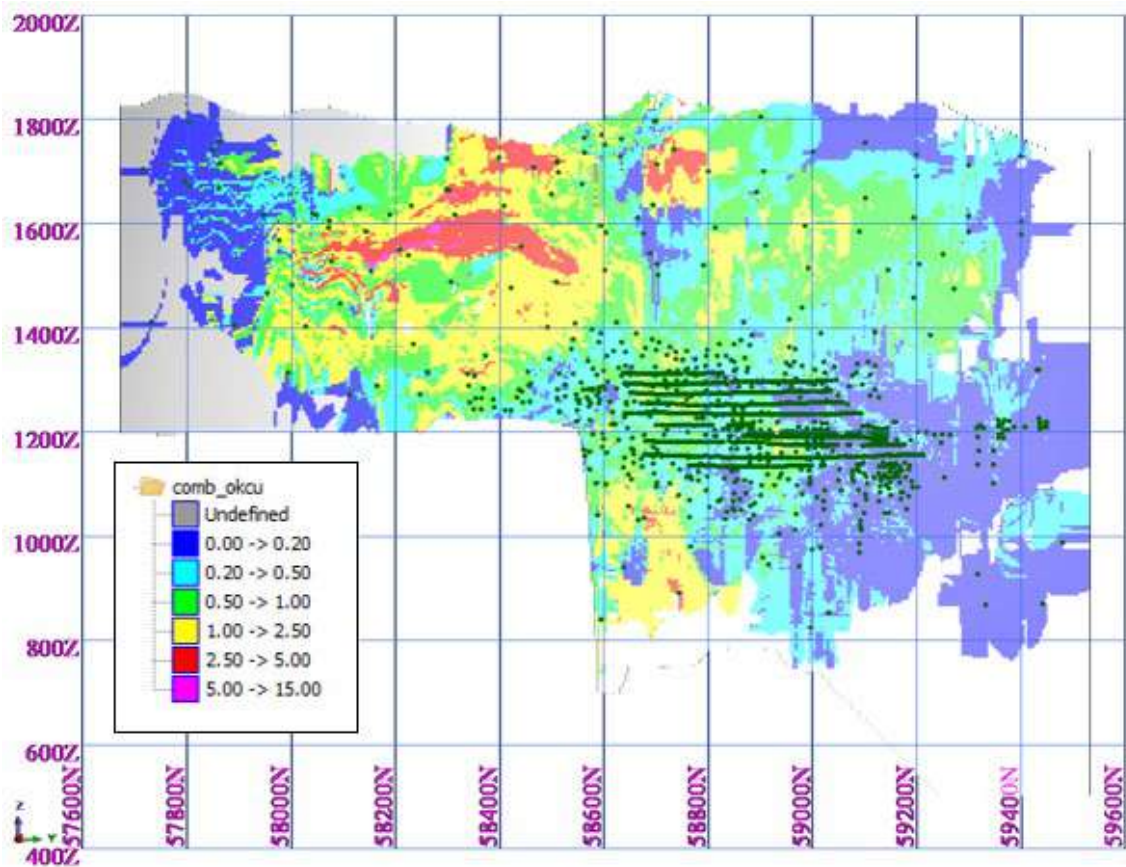 2000Z
1800Z
1600Z
1400Z
1200Z
comb_okcu
Undefined
0.00 -> 0.20
0.20 -> 0.50
0.50 -> 1.00
1.00 -> 2.50
2.50 -> 5.00
5.00 -> 15.00
1000Z
800Z
600Z
400Z
57600N
57800N
58000N
58200N
58400N
58600N
58800N
59000N
59200N
59400N
59600N
Z
Y